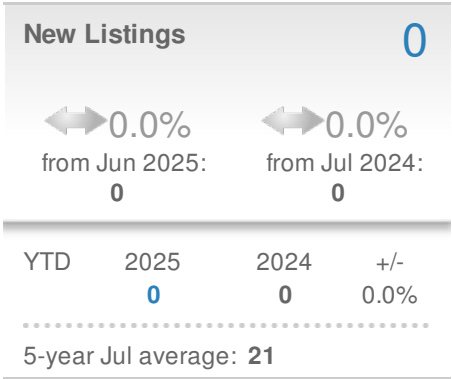 New Listings 0
0.0% 0.0%
from Jun 2025: from Jul 2024:
0 0
YTD 2025 2024 +/-
0 0 0.0%
5-year Jul average: 21